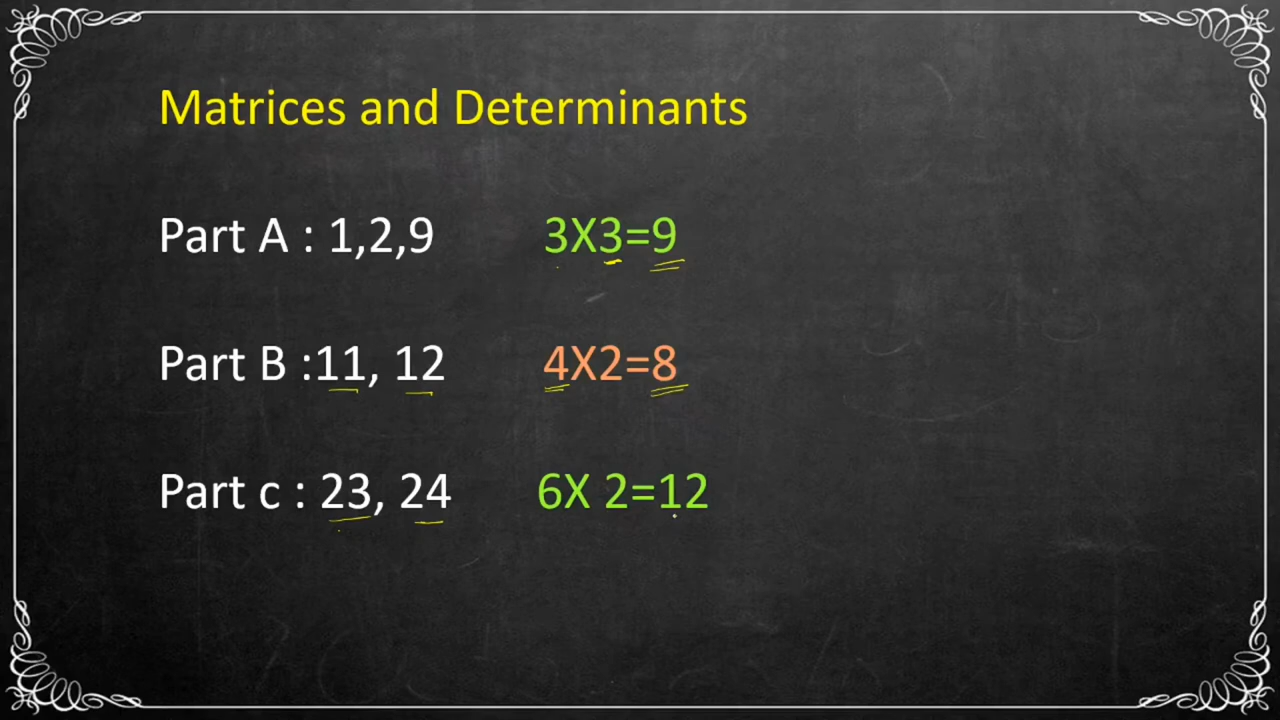 Matrices and Determinants
Part A : 1,2,9 3X3=9
Part B :11, 12 4X2=8
Part c : 23, 24 6X 2=12